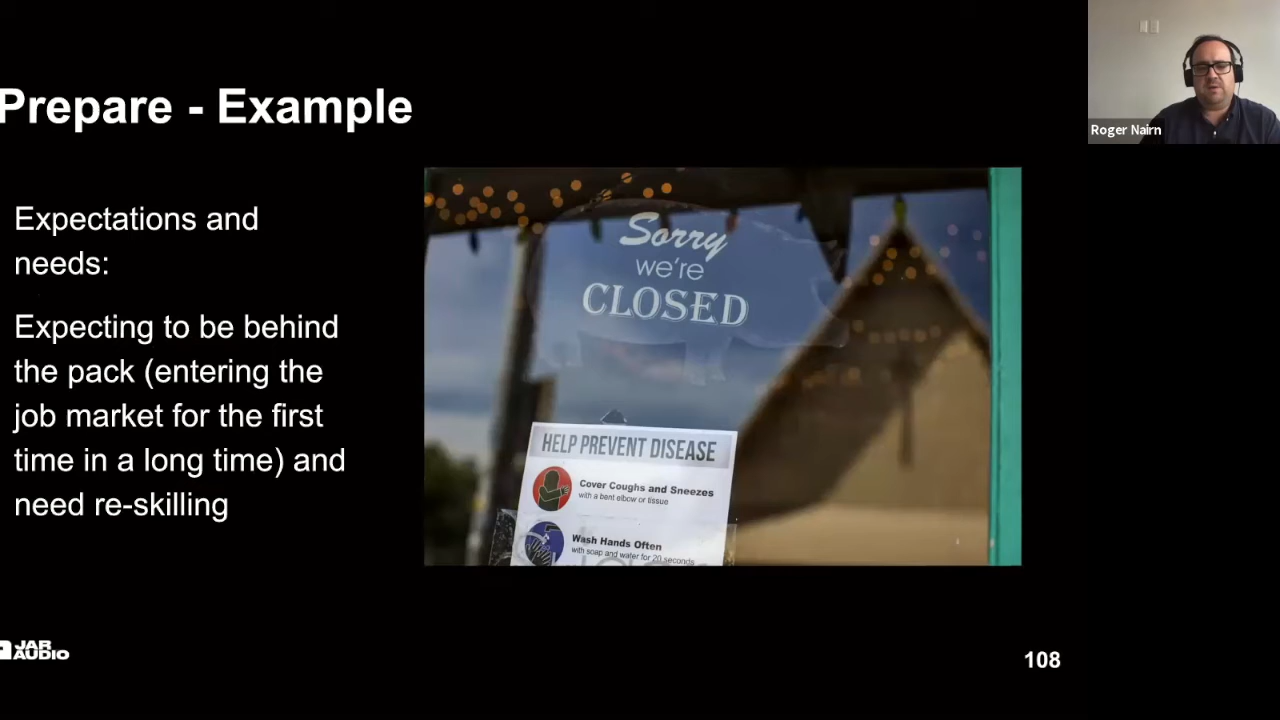 Prepare - Example
Roger Nairn
Expectations and
needs:
Expecting to be behind
the pack (entering the
job market for the first
time in a long time) and
need re-skilling
Sorry
we're
CLOSED
HELP PREVENT DISEASE
Cover Coughs and Sneezes
with a bent elbow or tissue
Wash Hands Often
with soap and water for 20 seconds
JAR
AUDIO
108